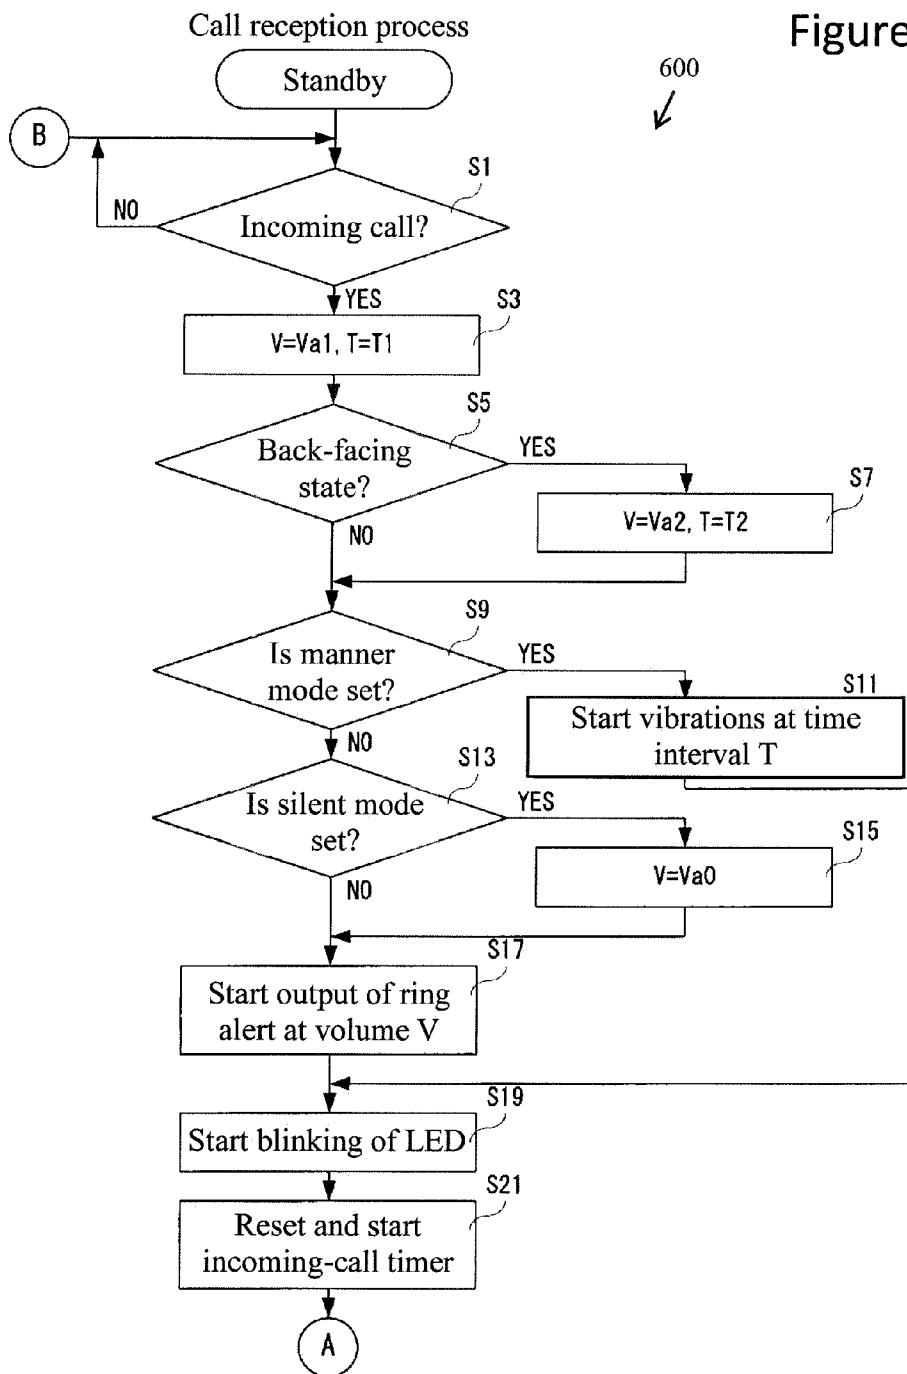 Call reception process
Figure
Standby
600
B
S1
Incoming call?
NO
YES
S3
V=Va1, T=T1
S5
Back-facing
state?
YES
S7
V=Va2, T=T2
NO
S9
Is manner
mode set?
YES
S11
Start vibrations at time
interval T
NO
S13
Is silent mode
set?
YES
S15
V=Va0
NO
S17
Start output of ring
alert at volume V
S19
Start blinking of LED
S21
Reset and start
incoming-call timer
A